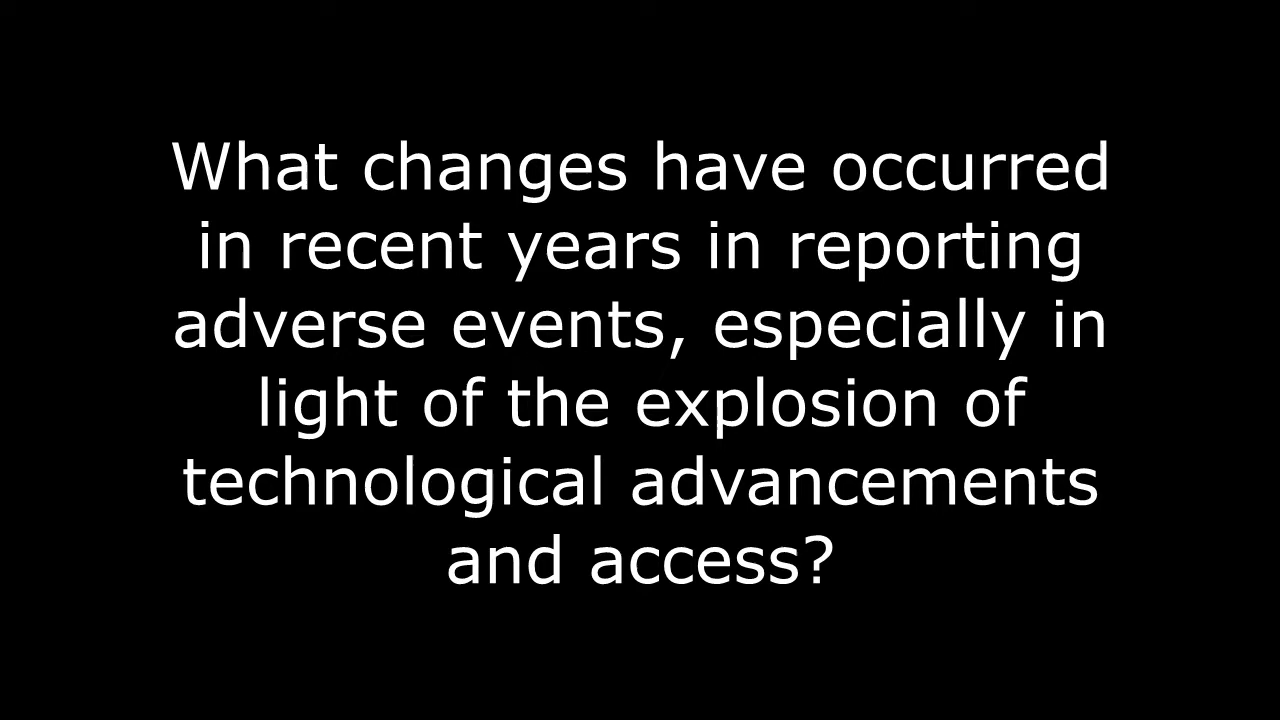 What changes have occurred
in recent years in reporting
adverse events, especially in
light of the explosion of
technological advancements
and access?